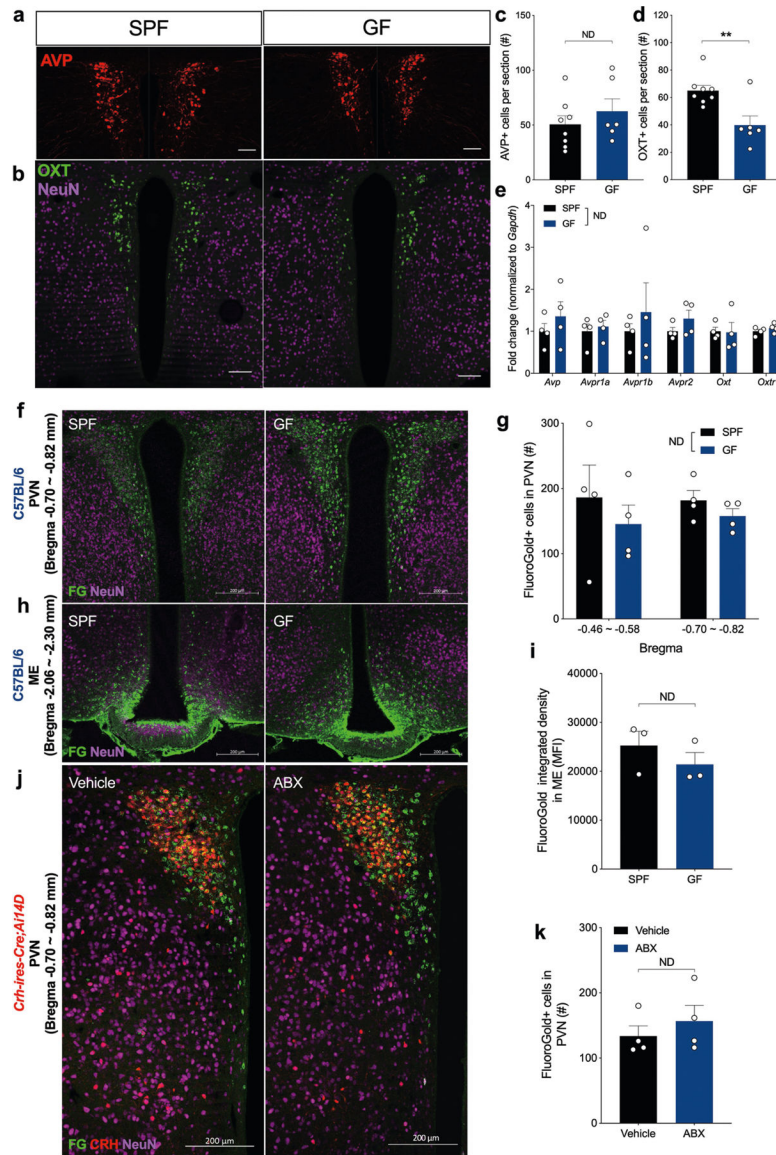 a
SPF
GF
AVP
b
OXT
NeuN
c
AVP+ cells per section (#)
150
100
50
0
ND
SPF
GF
d
OXT+ cells per section (#)
120
100
80
60
40
20
0
**
SPF
GF
e
Fold change (normalized to Gapdh)
4
3
2
1
0
SPF
GF
ND
Avp
Avpr1a
Avpr1b
Avpr2
Oxt
Oxtr
f
C57BL/6
PVN
(Bregma -0.70 ~ -0.82 mm)
SPF
GF
FG NeuN
200 µm
200 µm
g
FluoroGold+ cells in PVN (#)
300
200
100
0
ND
SPF
GF
-0.46 ~ -0.58
-0.70 ~ -0.82
Bregma
h
C57BL/6
ME
(Bregma -2.06 ~ -2.30 mm)
SPF
GF
FG NeuN
200 µm
200 µm
i
FluoroGold integrated density
in ME (MFI)
40000
30000
20000
10000
0
ND
SPF
GF
j
Crh-ires-Cre;Ai14D
PVN
(Bregma -0.70 ~ -0.82 mm)
Vehicle
ABX
FG CRH NeuN
200 µm
200 µm
k
FluoroGold+ cells in
PVN (#)
300
200
100
0
Vehicle
ABX
ND
Vehicle
ABX